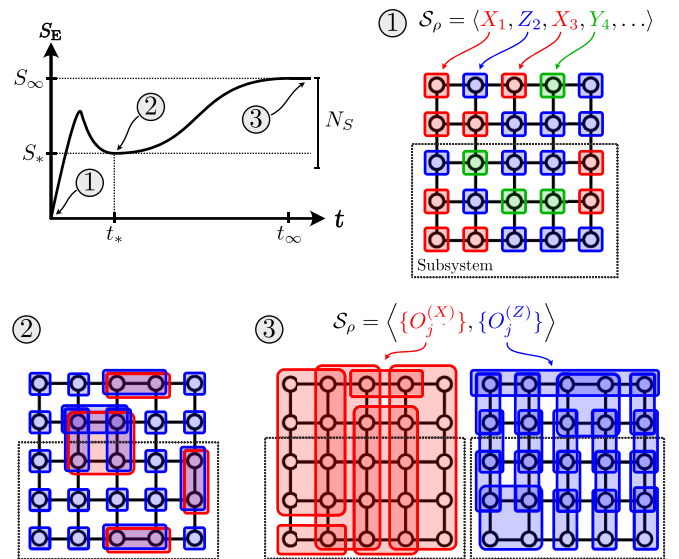 S_E
S_∞
S_*
1
2
3
N_S
t_*
t_∞
t
1
𝒮_ρ = ⟨X_1, Z_2, X_3, Y_4, …⟩
Subsystem
2
3
𝒮_ρ = ⟨{O_j^(X)}, {O_j^(Z)}⟩